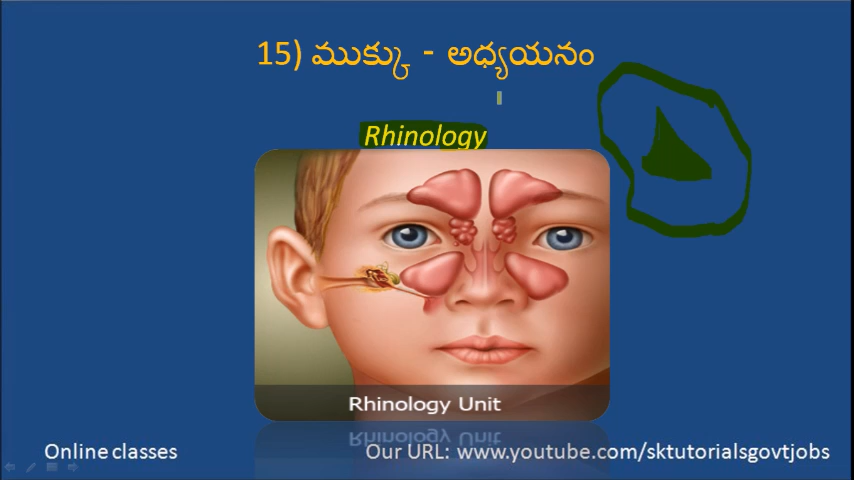 15) ముక్కు - అధ్యయనం
Rhinology
Rhinology Unit
Online classes
Our URL: www.youtube.com/sktutorialsgovtjobs